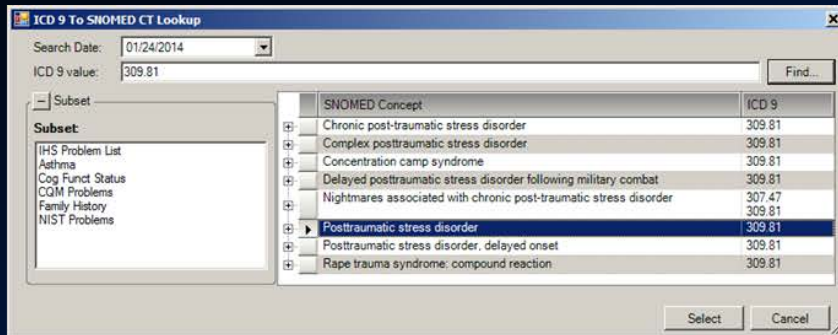 ICD 9 To SNOMED CT Lookup
Search Date: 01/24/2014
ICD 9 value: 309.81 Find...
Subset
Subset:
IHS Problem List
Asthma
Cog Funct Status
CQM Problems
Family History
NIST Problems
SNOMED Concept ICD 9
Chronic post-traumatic stress disorder 309.81
Complex posttraumatic stress disorder 309.81
Concentration camp syndrome 309.81
Delayed posttraumatic stress disorder following military combat 309.81
Nightmares associated with chronic post-traumatic stress disorder 307.47
309.81
Posttraumatic stress disorder 309.81
Posttraumatic stress disorder, delayed onset 309.81
Rape trauma syndrome: compound reaction 309.81
Select Cancel